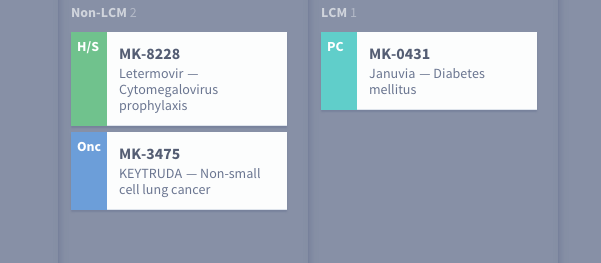 Non-LCM 2
H/S
MK-8228
Letermovir —
Cytomegalovirus
prophylaxis
Onc
MK-3475
KEYTRUDA — Non-small
cell lung cancer
LCM 1
PC
MK-0431
Januvia — Diabetes
mellitus